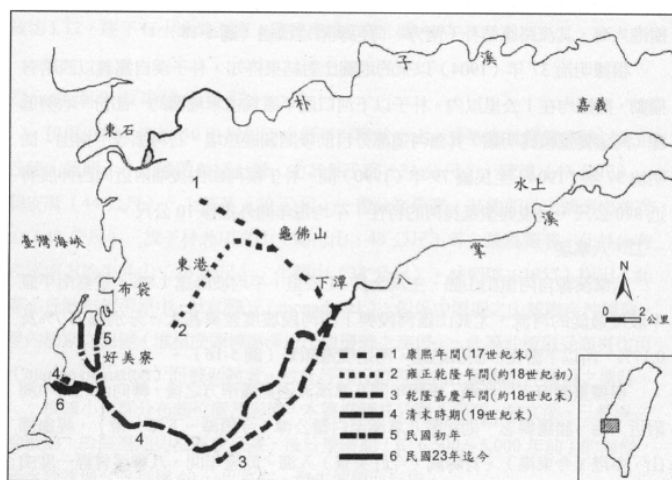 子
溪
朴
嘉義
東石
水上
溪
掌
八
1
龜佛山
2
東港
臺灣海峽
下潭
布袋
N
5
好美寮
4
6
4
3
0 2公里
1 康熙年間(17世紀末)
2 雍正乾隆年間(約18世紀初)
3 乾隆嘉慶年間(約18世紀末)
4 清末時期(19世紀末)
5 民國初年
6 民國23年迄今